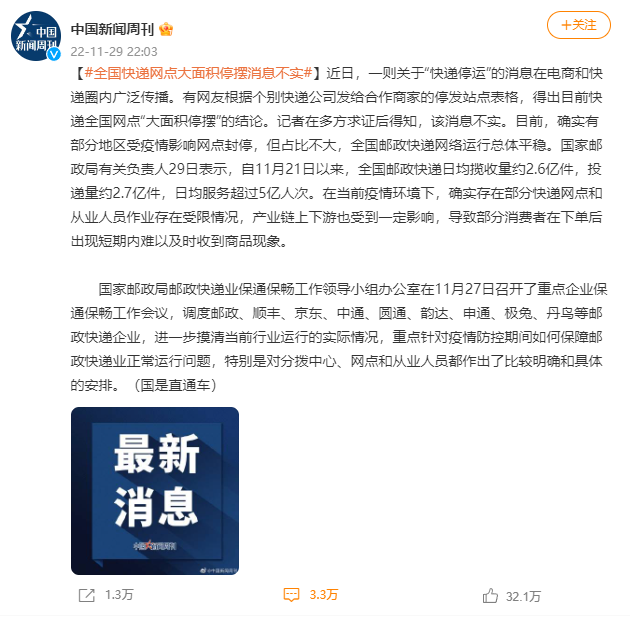 中国新闻周刊
+关注
22-11-29 22:03
【#全国快递网点大面积停摆消息不实#】近日，一则关于“快递停运”的消息在电商和快
递圈内广泛传播。有网友根据个别快递公司发给合作商家的停发站点表格，得出目前快
递全国网点“大面积停摆”的结论。记者在多方求证后得知，该消息不实。目前，确实有
部分地区受疫情影响网点封停，但占比不大，全国邮政快递网络运行总体平稳。国家邮
政局有关负责人29日表示，自11月21日以来，全国邮政快递日均揽收量约2.6亿件，投
递量约2.7亿件，日均服务超过5亿人次。在当前疫情环境下，确实存在部分快递网点和
从业人员作业存在受限情况，产业链上下游也受到一定影响，导致部分消费者在下单后
出现短期内难以及时收到商品现象。
国家邮政局邮政快递业保通保畅工作领导小组办公室在11月27日召开了重点企业保
通保畅工作会议，调度邮政、顺丰、京东、中通、圆通、韵达、申通、极兔、丹鸟等邮
政快递企业，进一步摸清当前行业运行的实际情况，重点针对疫情防控期间如何保障邮
政快递业正常运行问题，特别是对分拨中心、网点和从业人员都作出了比较明确和具体
的安排。（国是直通车）
最新
消息
中国新闻周刊
@中国新闻周刊
1.3万
3.3万
32.1万